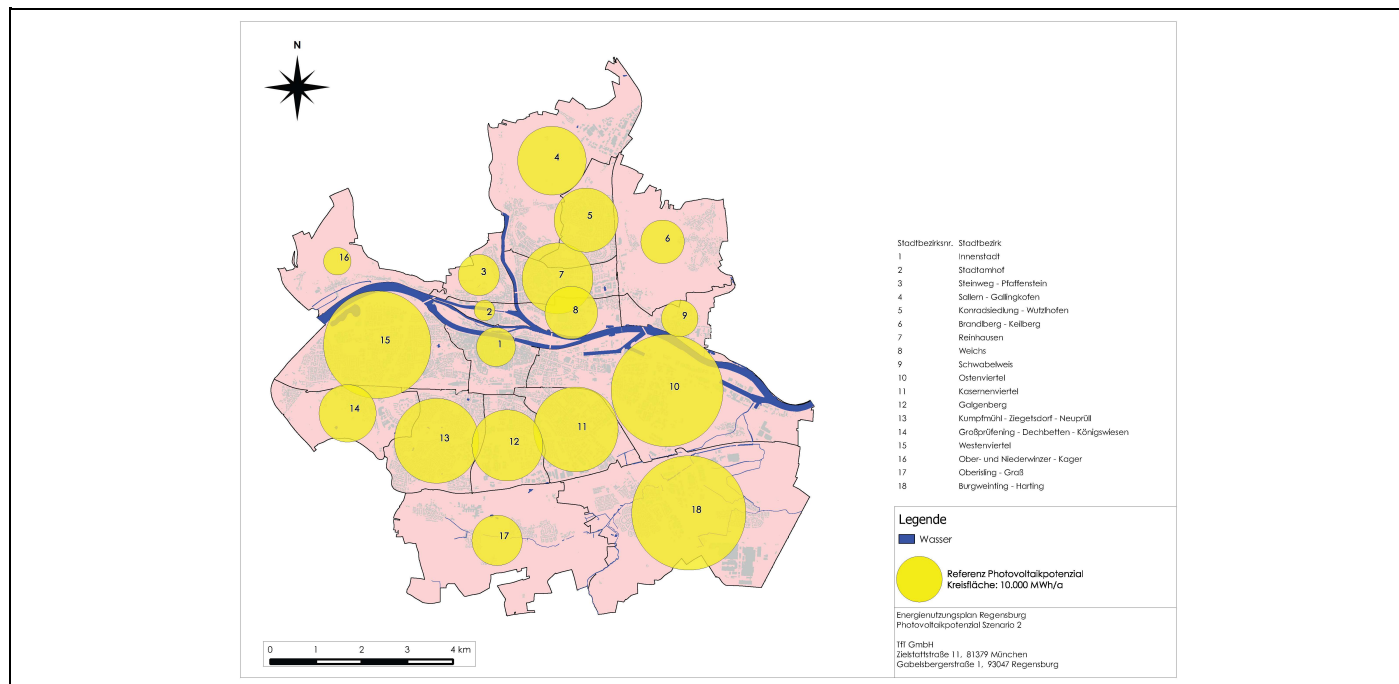 N
4
5
6
16
3
7
2
8
9
1
15
10
14
13
12
11
18
17
0 1 2 3 4 km
Stadtbezirksnr. Stadtbezirk
1 Innenstadt
2 Stadtamhof
3 Steinweg - Pfaffenstein
4 Sallern - Gallingkofen
5 Konradsiedlung - Wutzlhofen
6 Brandlberg - Keilberg
7 Reinhausen
8 Weichs
9 Schwabelweis
10 Ostenviertel
11 Kasernenviertel
12 Galgenberg
13 Kumpfmühl - Ziegetsdorf - Neuprüll
14 Großprüfening - Dechbetten - Königswiesen
15 Westenviertel
16 Ober- und Niederwinzer - Kager
17 Oberisling - Graß
18 Burgweinting - Harting
Legende
Wasser
Referenz Photovoltaikpotenzial
Kreisfläche: 10.000 MWh/a
Energienutzungsplan Regensburg
Photovoltaikpotenzial Szenario 2
TfT GmbH
Zielstattstraße 11, 81379 München
Gabelsbergerstraße 1, 93047 Regensburg